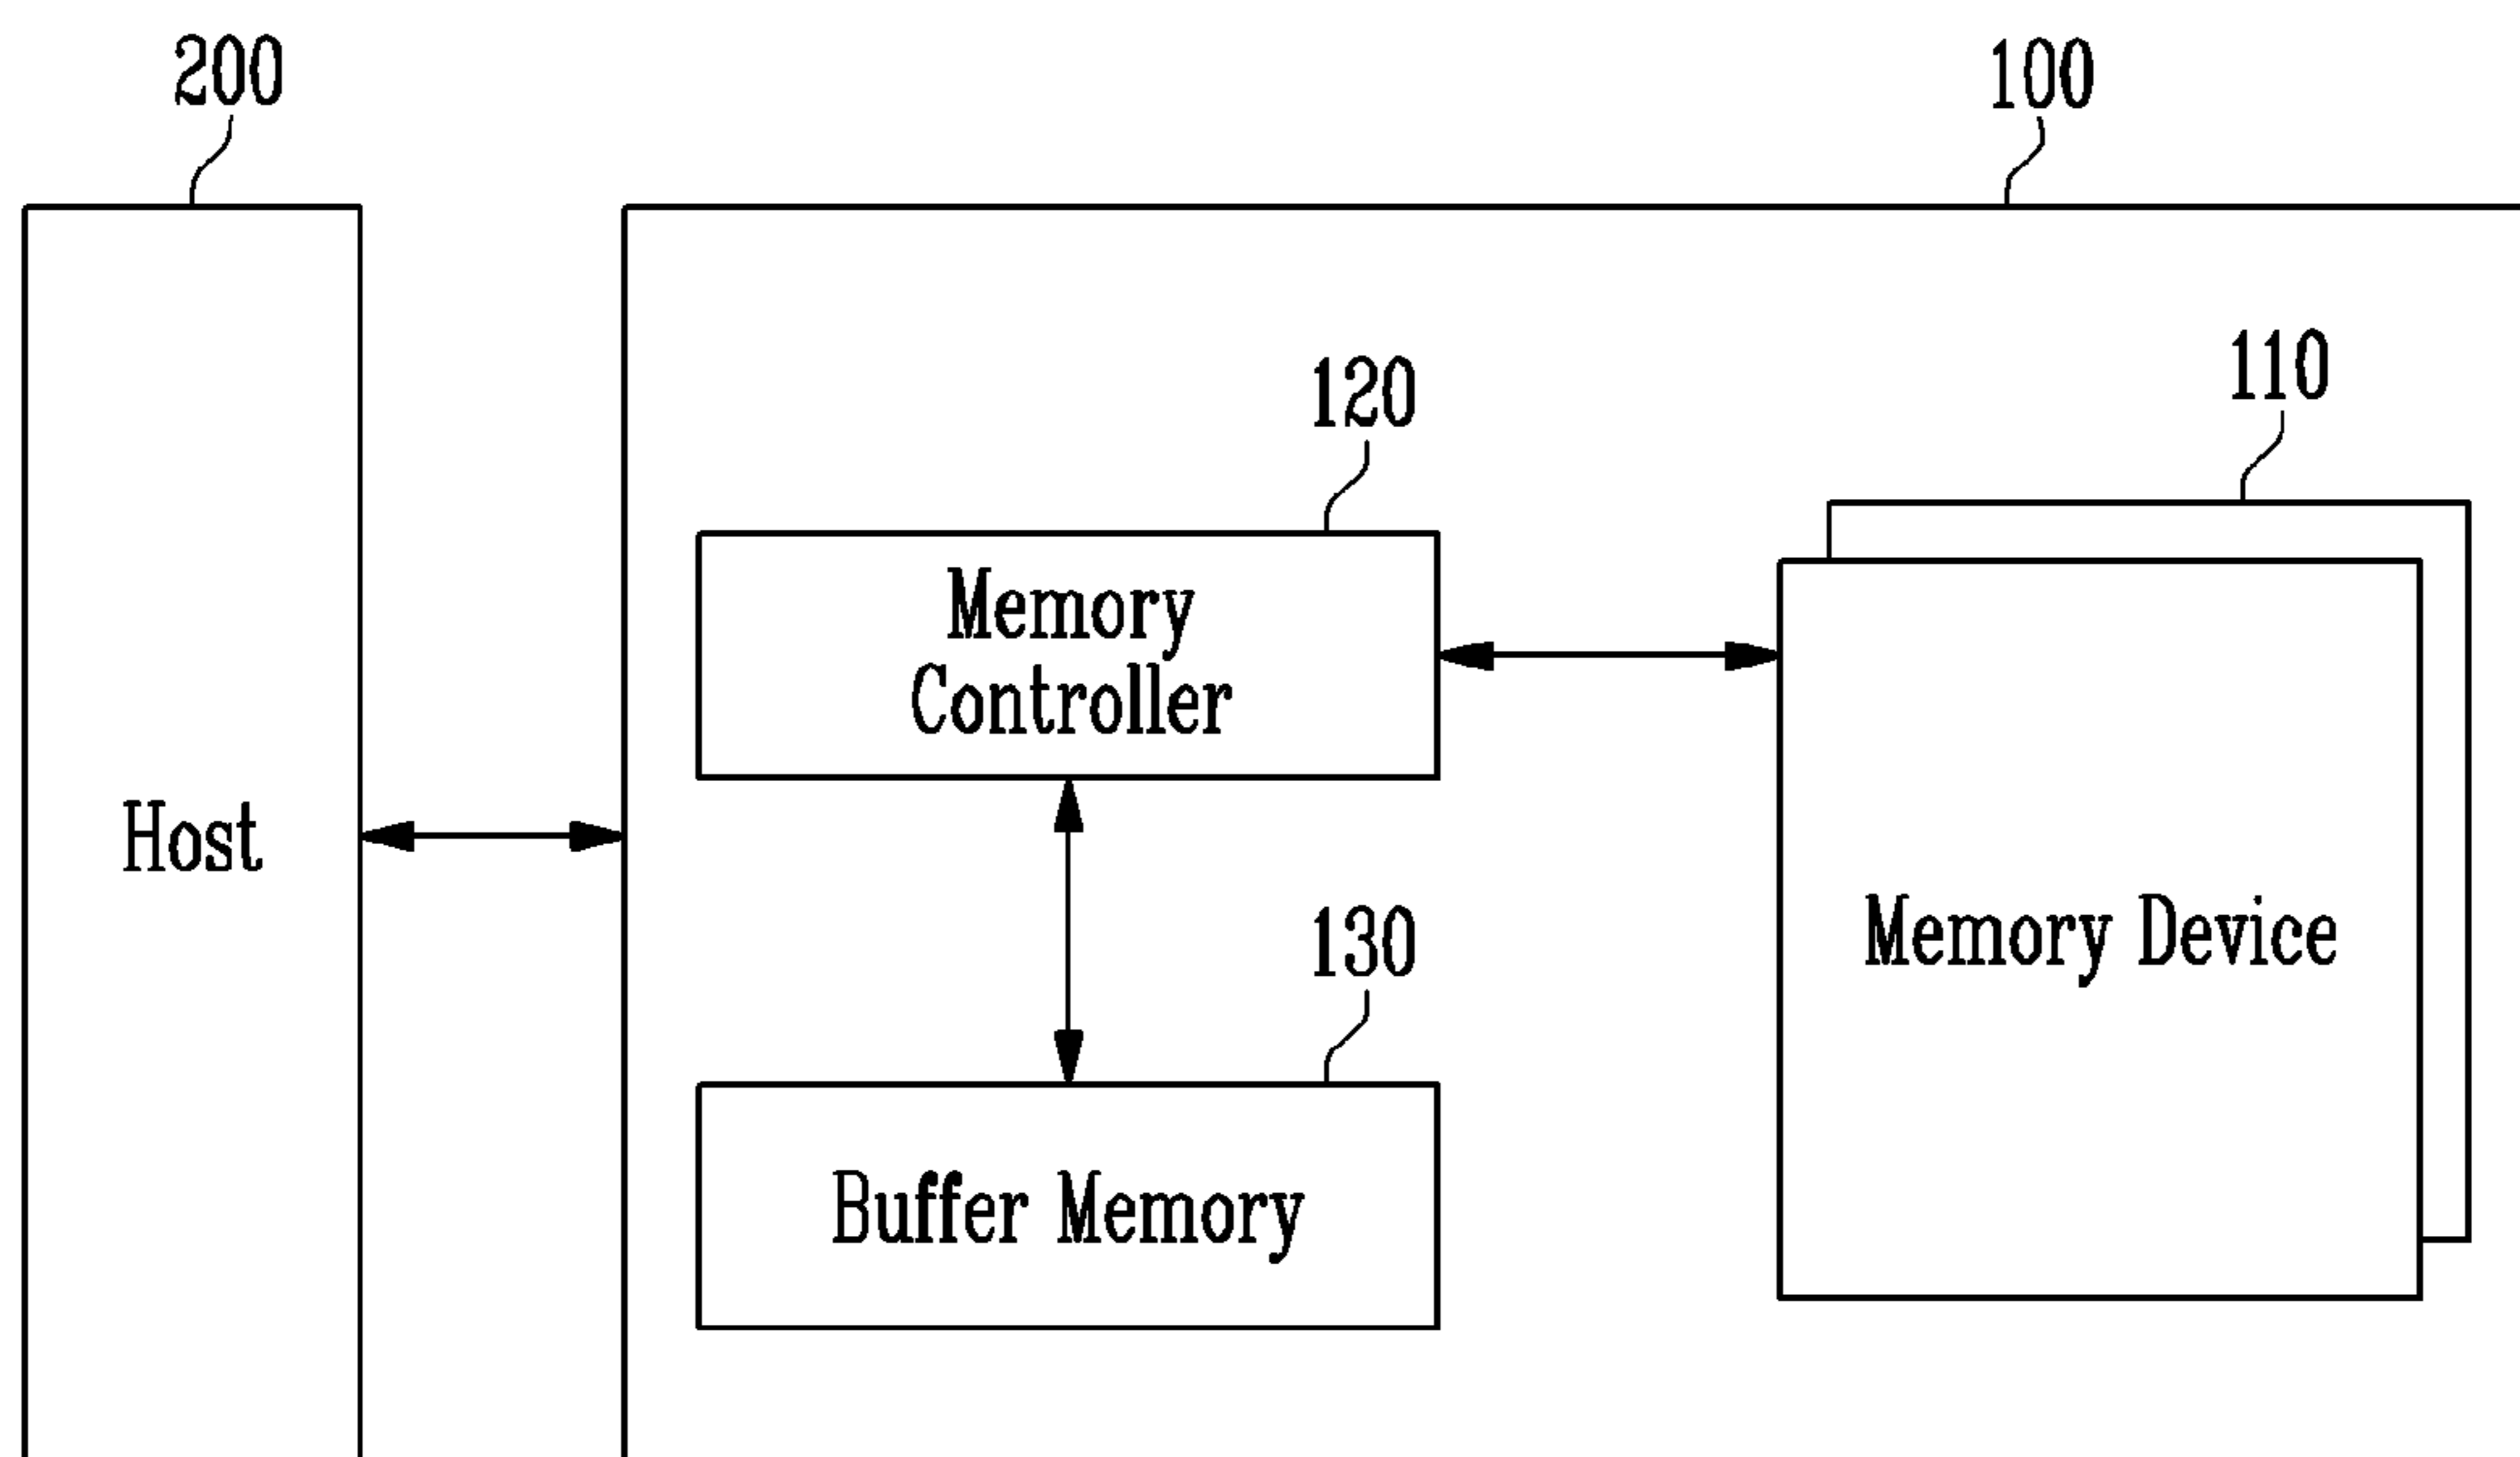 200
100
120
110
Memory
Controller
Host
130
Memory Device
Buffer Memory